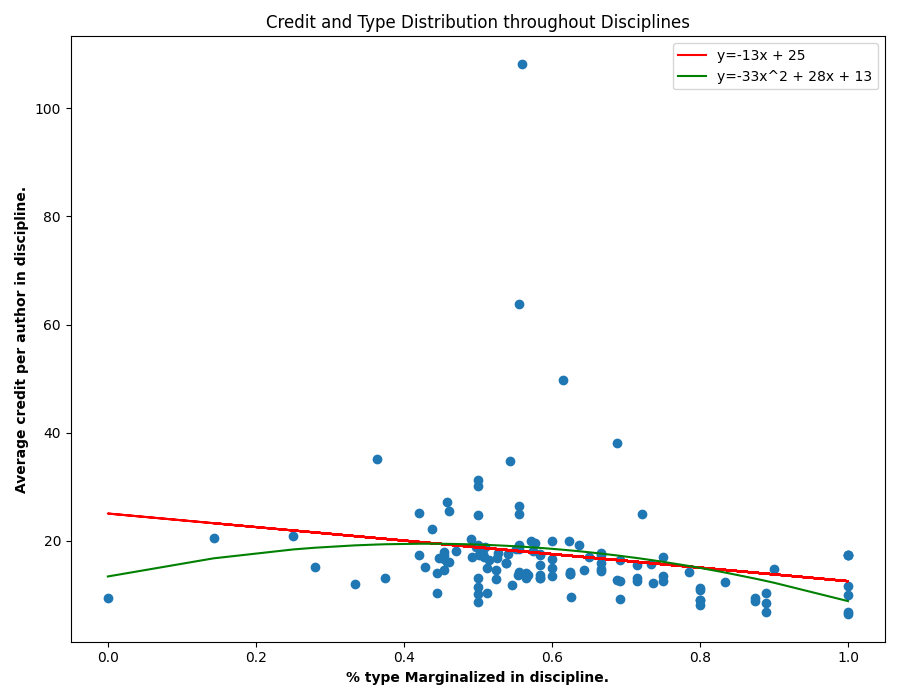 Credit and Type Distribution throughout Disciplines
y=-13x + 25
y=-33x^2 + 28x + 13
Average credit per author in discipline.
100
80
60
40
20
0.0 0.2 0.4 0.6 0.8 1.0
% type Marginalized in discipline.